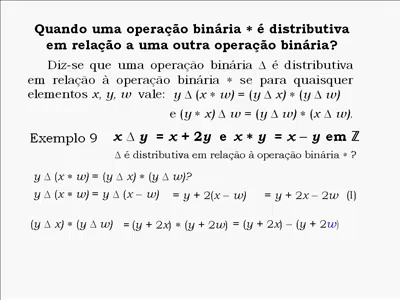 Quando uma operação binária * é distributiva
em relação a uma outra operação binária?
Diz-se que uma operação binária Δ é distributiva
em relação à operação binária * se para quaisquer
elementos x, y, w vale: y Δ (x * w) = (y Δ x) * (y Δ w)
e (y * x) Δ w = (y Δ w) * (x Δ w).
Exemplo 9 x Δ y = x + 2y e x * y = x – y em ℤ
Δ é distributiva em relação à operação binária * ?
y Δ (x * w) = (y Δ x) * (y Δ w)?
y Δ (x * w) = y Δ (x – w) = y + 2(x – w) = y + 2x – 2w (I)
(y Δ x) * (y Δ w) = (y + 2x) * (y + 2w) = (y + 2x) – (y + 2w)